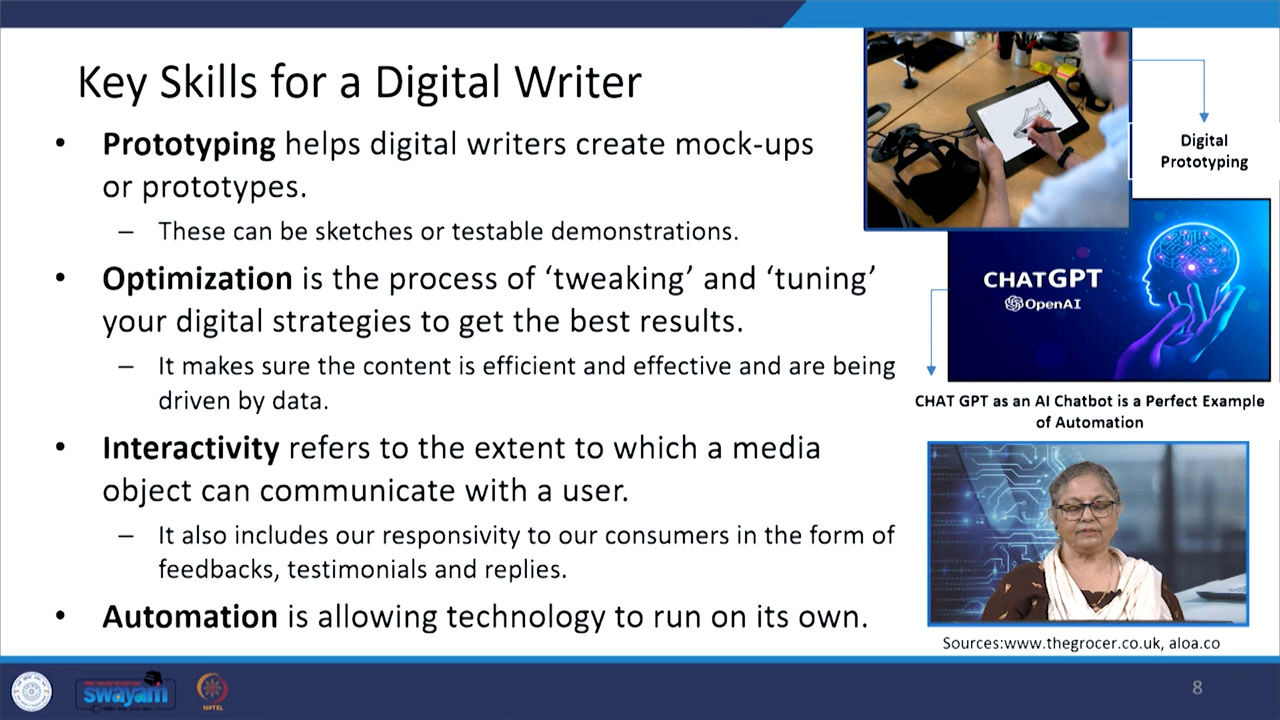 Key Skills for a Digital Writer
• Prototyping helps digital writers create mock-ups
or prototypes.
– These can be sketches or testable demonstrations.
• Optimization is the process of ‘tweaking’ and ‘tuning’
your digital strategies to get the best results.
– It makes sure the content is efficient and effective and are being
driven by data.
• Interactivity refers to the extent to which a media
object can communicate with a user.
– It also includes our responsivity to our consumers in the form of
feedbacks, testimonials and replies.
• Automation is allowing technology to run on its own.
Digital
Prototyping
CHATGPT
OpenAI
CHAT GPT as an AI Chatbot is a Perfect Example
of Automation
Sources:www.thegrocer.co.uk, aloa.co
swayam
NPTEL
8